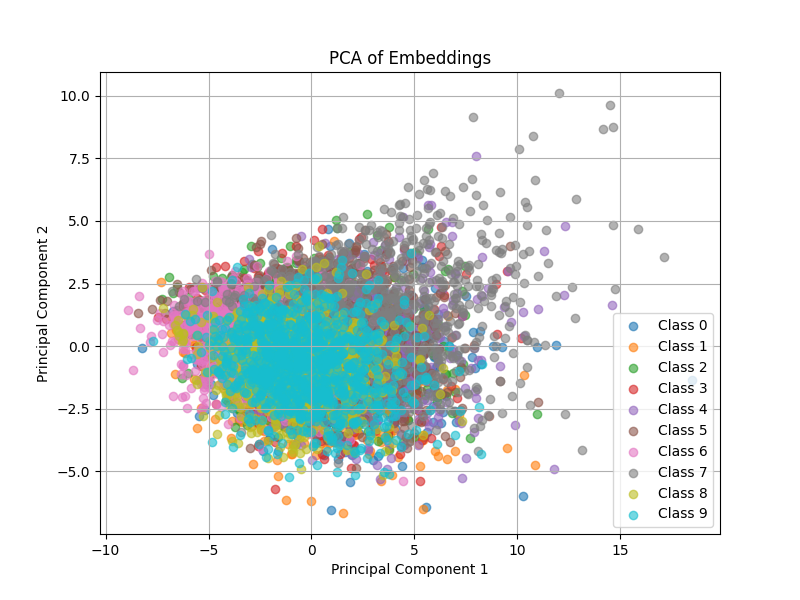 PCA of Embeddings
Principal Component 2
10.0
7.5
5.0
2.5
0.0
−2.5
−5.0
−10
−5
0
5
10
15
Principal Component 1
Class 0
Class 1
Class 2
Class 3
Class 4
Class 5
Class 6
Class 7
Class 8
Class 9